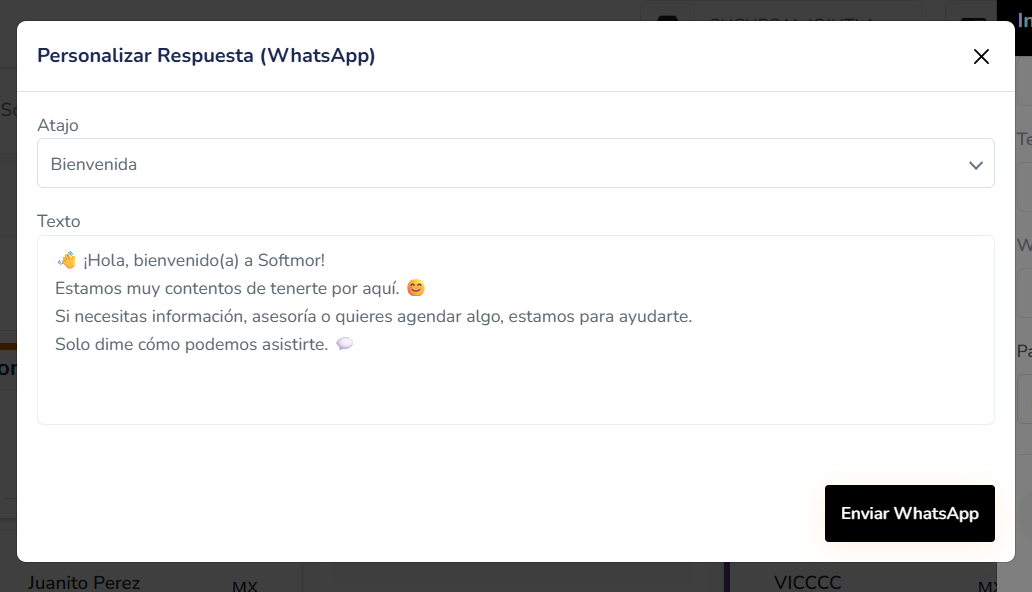 Personalizar Respuesta (WhatsApp)
Atajo
Bienvenida
Texto
👋 ¡Hola, bienvenido(a) a Softmor!
Estamos muy contentos de tenerte por aquí. 😊
Si necesitas información, asesoría o quieres agendar algo, estamos para ayudarte.
Solo dime cómo podemos asistirte. 💬
Enviar WhatsApp
Juanito Perez
MX
VICCCC